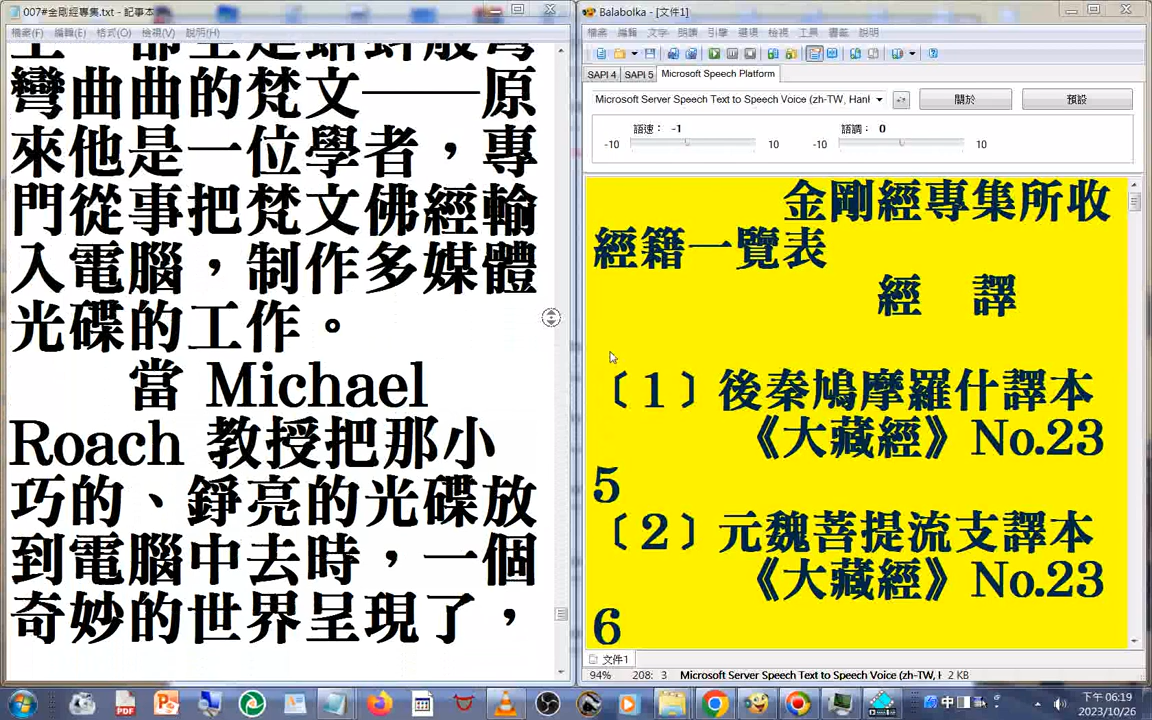 007#金剛經專集.txt - 記事本
檔案(F) 編輯(E) 格式(O) 檢視(V) 說明(H)
彎曲曲的梵文——原
來他是一位學者，專
門從事把梵文佛經輸
入電腦，制作多媒體
光碟的工作。
當 Michael
Roach 教授把那小
巧的、錚亮的光碟放
到電腦中去時，一個
奇妙的世界呈現了，
Balabolka - [文件1]
檔案 編輯 文字 朗讀 引擎 選項 檢視 工具 書籤 說明
SAPI 4 SAPI 5 Microsoft Speech Platform
Microsoft Server Speech Text to Speech Voice (zh-TW, Hanl
關於 預設
語速： -1 語調： 0
-10 10 -10 10
金剛經專集所收
經籍一覽表
經 譯
〔１〕後秦鳩摩羅什譯本
《大藏經》No.23
5
〔２〕元魏菩提流支譯本
《大藏經》No.23
6
文件1
94% 208: 3 Microsoft Server Speech Text to Speech Voice (zh-TW, H 2 KB
中
下午 06:19
2023/10/26